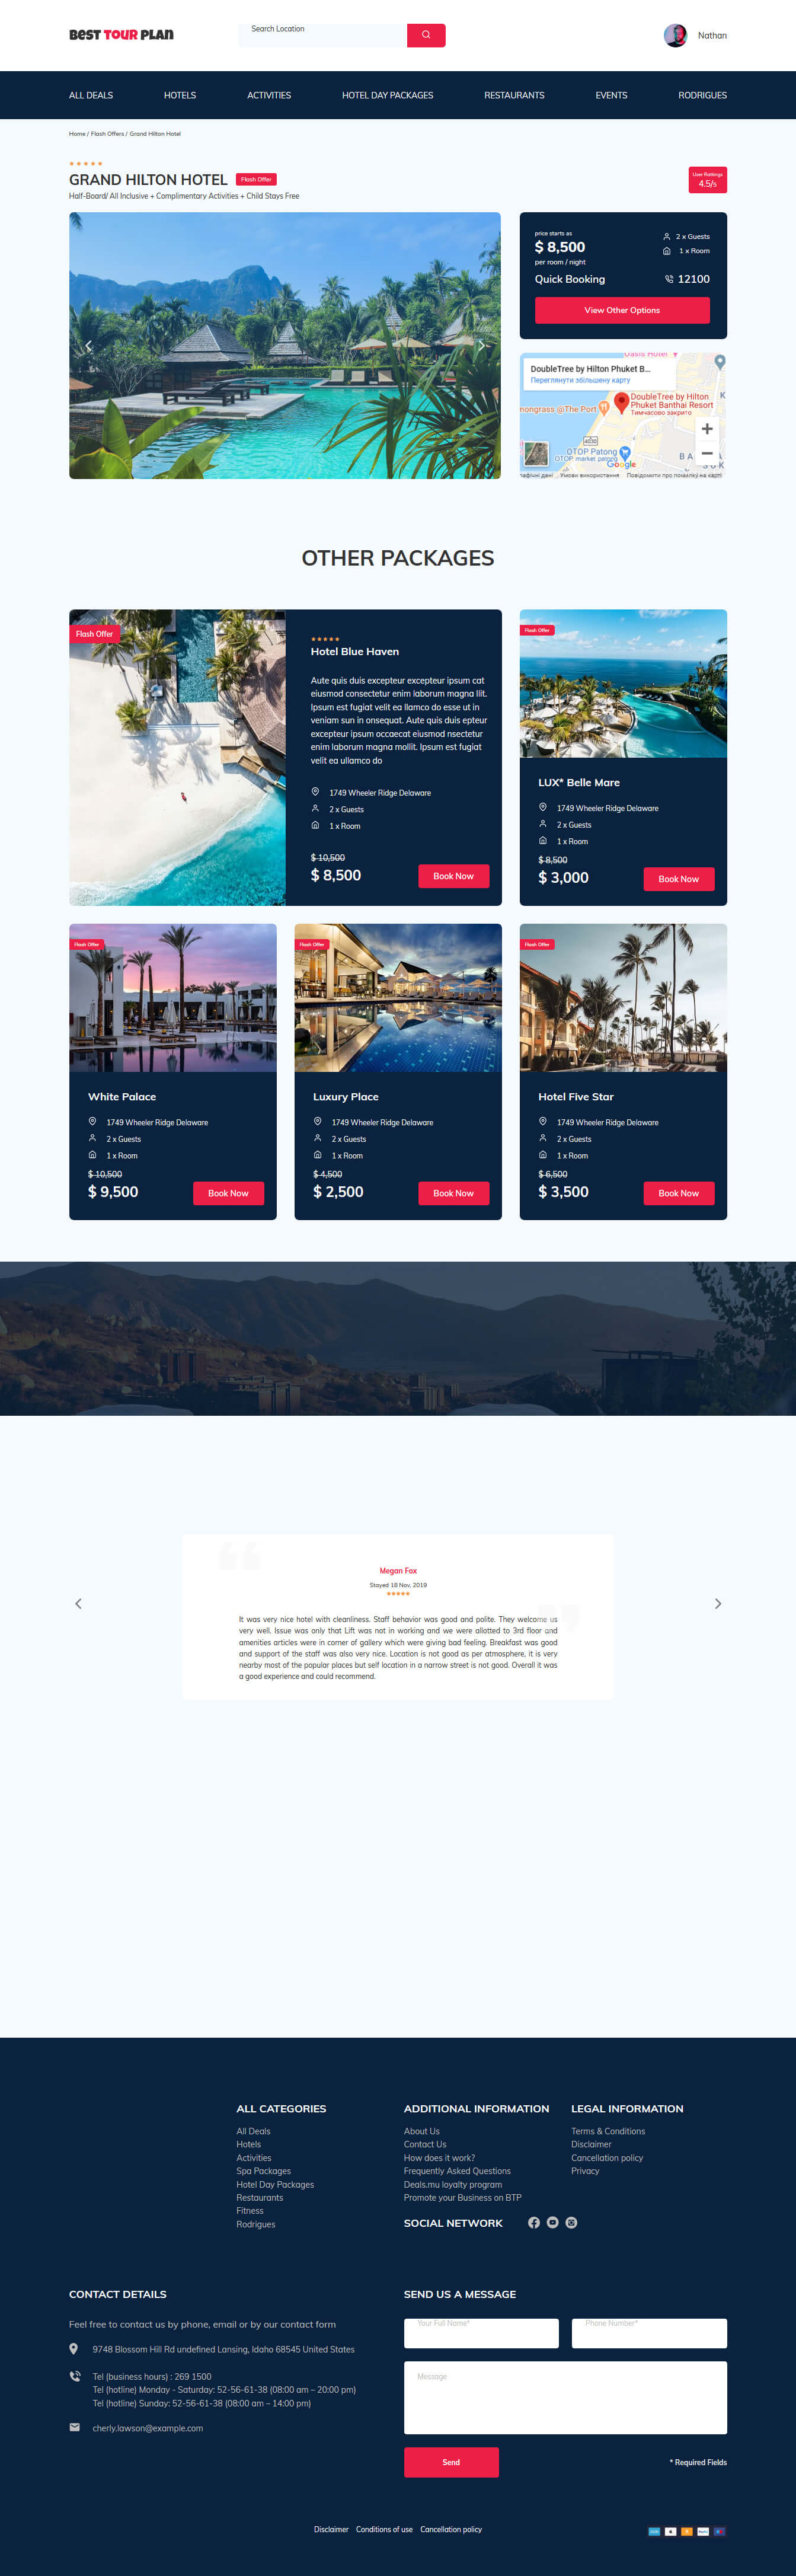 BEST TOUR PLAN
Search Location
Nathan
ALL DEALS
HOTELS
ACTIVITIES
HOTEL DAY PACKAGES
RESTAURANTS
EVENTS
RODRIGUES
Home / Flash Offers / Grand Hilton Hotel
GRAND HILTON HOTEL
Flash Offer
Half-Board/ All Inclusive + Complimentary Activities + Child Stays Free
User Ratings
4.5/5
price starts as
$ 8,500
per room / night
2 x Guests
1 x Room
Quick Booking
12100
View Other Options
Oasis Hotel
DoubleTree by Hilton Phuket B...
Переглянути збільшену карту
DoubleTree by Hilton
Phuket Banthai Resort
Тимчасово закрито
mongrass @The Port
4030
OTOP Patong
OTOP market patong
Google
Умови використання
Повідомити про помилку на карті
OTHER PACKAGES
Flash Offer
Hotel Blue Haven
Aute quis duis excepteur excepteur ipsum cat
eiusmod consectetur enim laborum magna llit.
Ipsum est fugiat velit ea llamco do esse ut in
veniam sun in onsequat. Aute quis duis epteur
excepteur ipsum occaecat eiusmod nsectetur
enim laborum magna mollit. Ipsum est fugiat
velit ea ullamco do
1749 Wheeler Ridge Delaware
2 x Guests
1 x Room
$ 10,500
$ 8,500
Book Now
Flash Offer
LUX* Belle Mare
1749 Wheeler Ridge Delaware
2 x Guests
1 x Room
$ 8,500
$ 3,000
Book Now
Flash Offer
White Palace
1749 Wheeler Ridge Delaware
2 x Guests
1 x Room
$ 10,500
$ 9,500
Book Now
Flash Offer
Luxury Place
1749 Wheeler Ridge Delaware
2 x Guests
1 x Room
$ 4,500
$ 2,500
Book Now
Flash Offer
Hotel Five Star
1749 Wheeler Ridge Delaware
2 x Guests
1 x Room
$ 6,500
$ 3,500
Book Now
Megan Fox
Stayed 18 Nov, 2019
It was very nice hotel with cleanliness. Staff behavior was good and polite. They welcome us
very well. Issue was only that Lift was not in working and we were allotted to 3rd floor and
amenities articles were in corner of gallery which were giving bad feeling. Breakfast was good
and support of the staff was also very nice. Location is not good as per atmosphere, it is very
nearby most of the popular places but self location in a narrow street is not good. Overall it was
a good experience and could recommend.
ALL CATEGORIES
All Deals
Hotels
Activities
Spa Packages
Hotel Day Packages
Restaurants
Fitness
Rodrigues
ADDITIONAL INFORMATION
About Us
Contact Us
How does it work?
Frequently Asked Questions
Deals.mu loyalty program
Promote your Business on BTP
LEGAL INFORMATION
Terms & Conditions
Disclaimer
Cancellation policy
Privacy
SOCIAL NETWORK
CONTACT DETAILS
Feel free to contact us by phone, email or by our contact form
9748 Blossom Hill Rd undefined Lansing, Idaho 68545 United States
Tel (business hours) : 269 1500
Tel (hotline) Monday - Saturday: 52-56-61-38 (08:00 am – 20:00 pm)
Tel (hotline) Sunday: 52-56-61-38 (08:00 am – 14:00 pm)
cherly.lawson@example.com
SEND US A MESSAGE
Your Full Name*
Phone Number*
Message
Send
* Required Fields
Disclaimer
Conditions of use
Cancellation policy